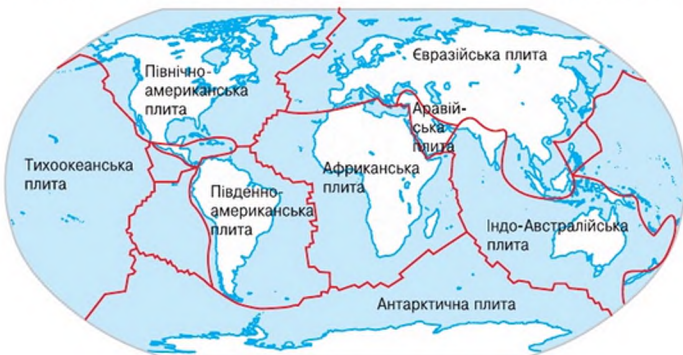 Північно-
американська
плита
Євразійська плита
Аравій-
ська
плита
Тихоокеанська
плита
Африканська
плита
Південно-
американська
плита
Індо-Австралійська
плита
Антарктична плита